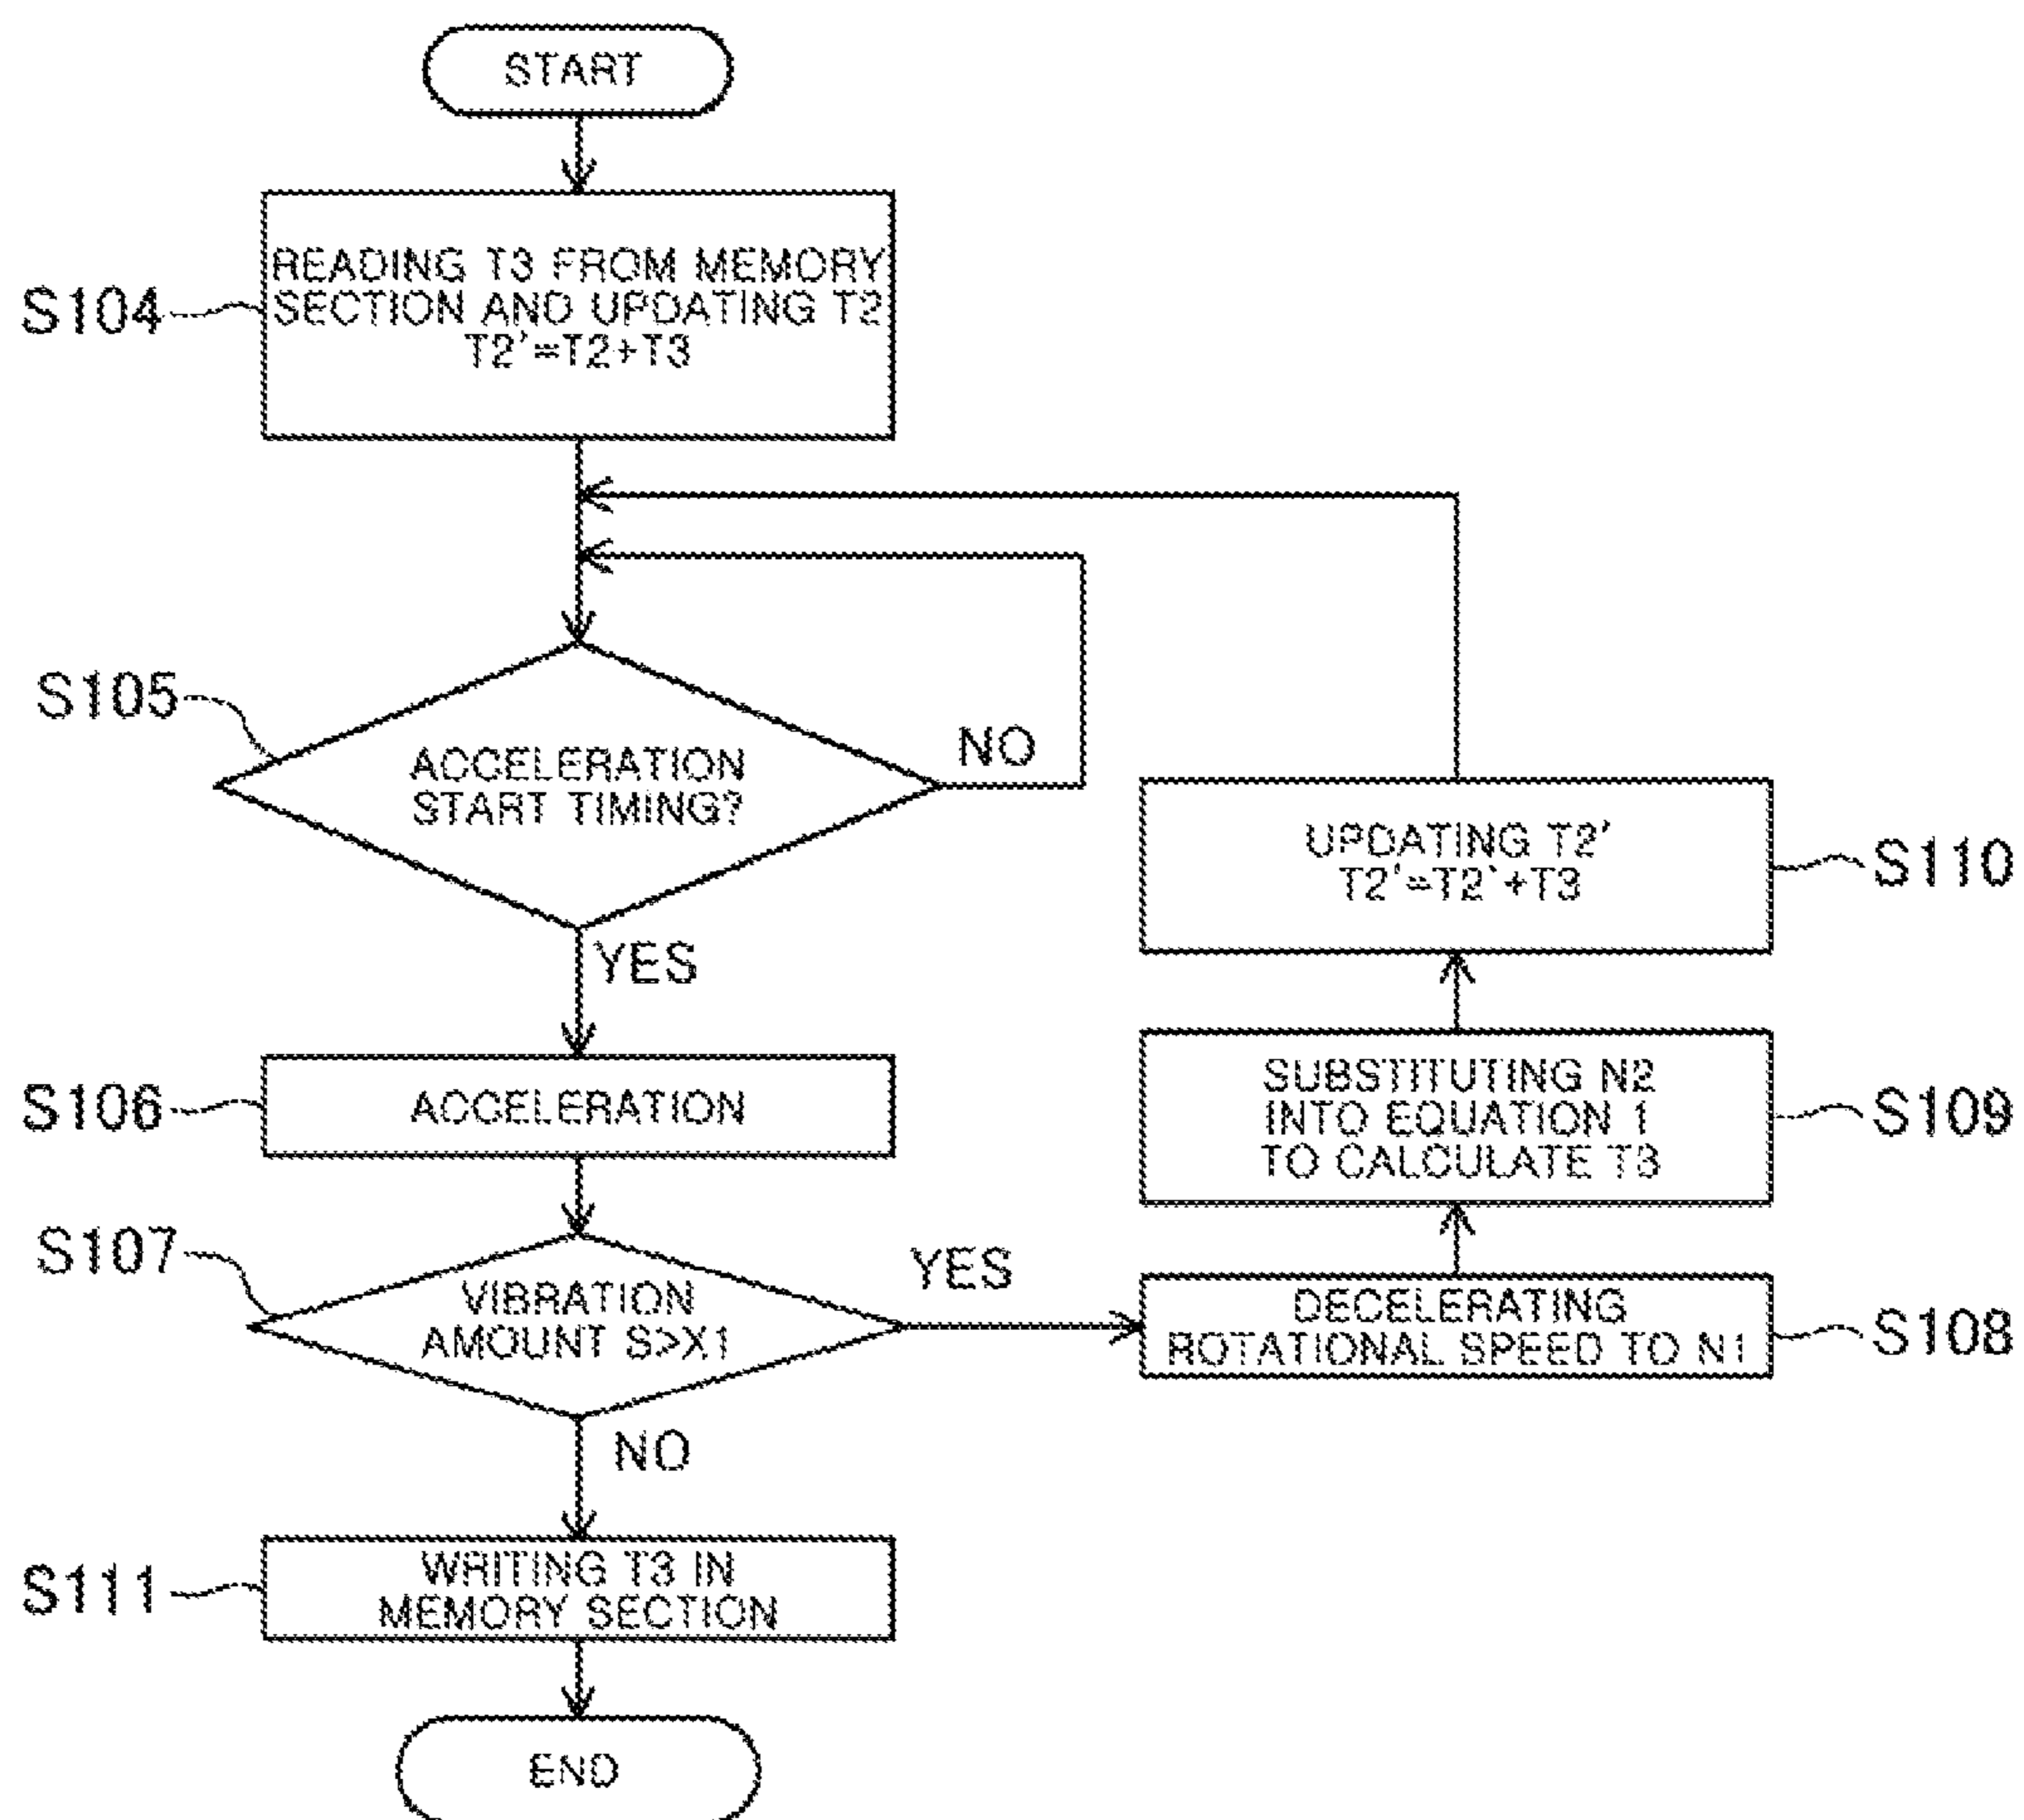 START
S104
READING T3 FROM MEMORY
SECTION AND UPDATING T2
T2'=T2+T3
S105
ACCELERATION
START TIMING?
NO
YES
UPDATING T2'
T2'=T2`+T3
S110
S106
ACCELERATION
SUBSTITUTING N2
INTO EQUATION 1
TO CALCULATE T3
S109
S107
VIBRATION
AMOUNT S>X1
YES
DECELERATING
ROTATIONAL SPEED TO N1
S108
NO
S111
WRITING T3 IN
MEMORY SECTION
END